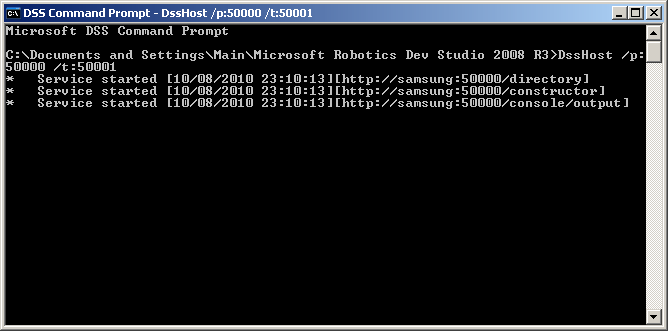 DSS Command Prompt - DssHost /p:50000 /t:50001
Microsoft DSS Command Prompt
C:\Documents and Settings\Main\Microsoft Robotics Dev Studio 2008 R3>DssHost /p:
50000 /t:50001
*   Service started [10/08/2010 23:10:13][http://samsung:50000/directory]
*   Service started [10/08/2010 23:10:13][http://samsung:50000/constructor]
*   Service started [10/08/2010 23:10:13][http://samsung:50000/console/output]